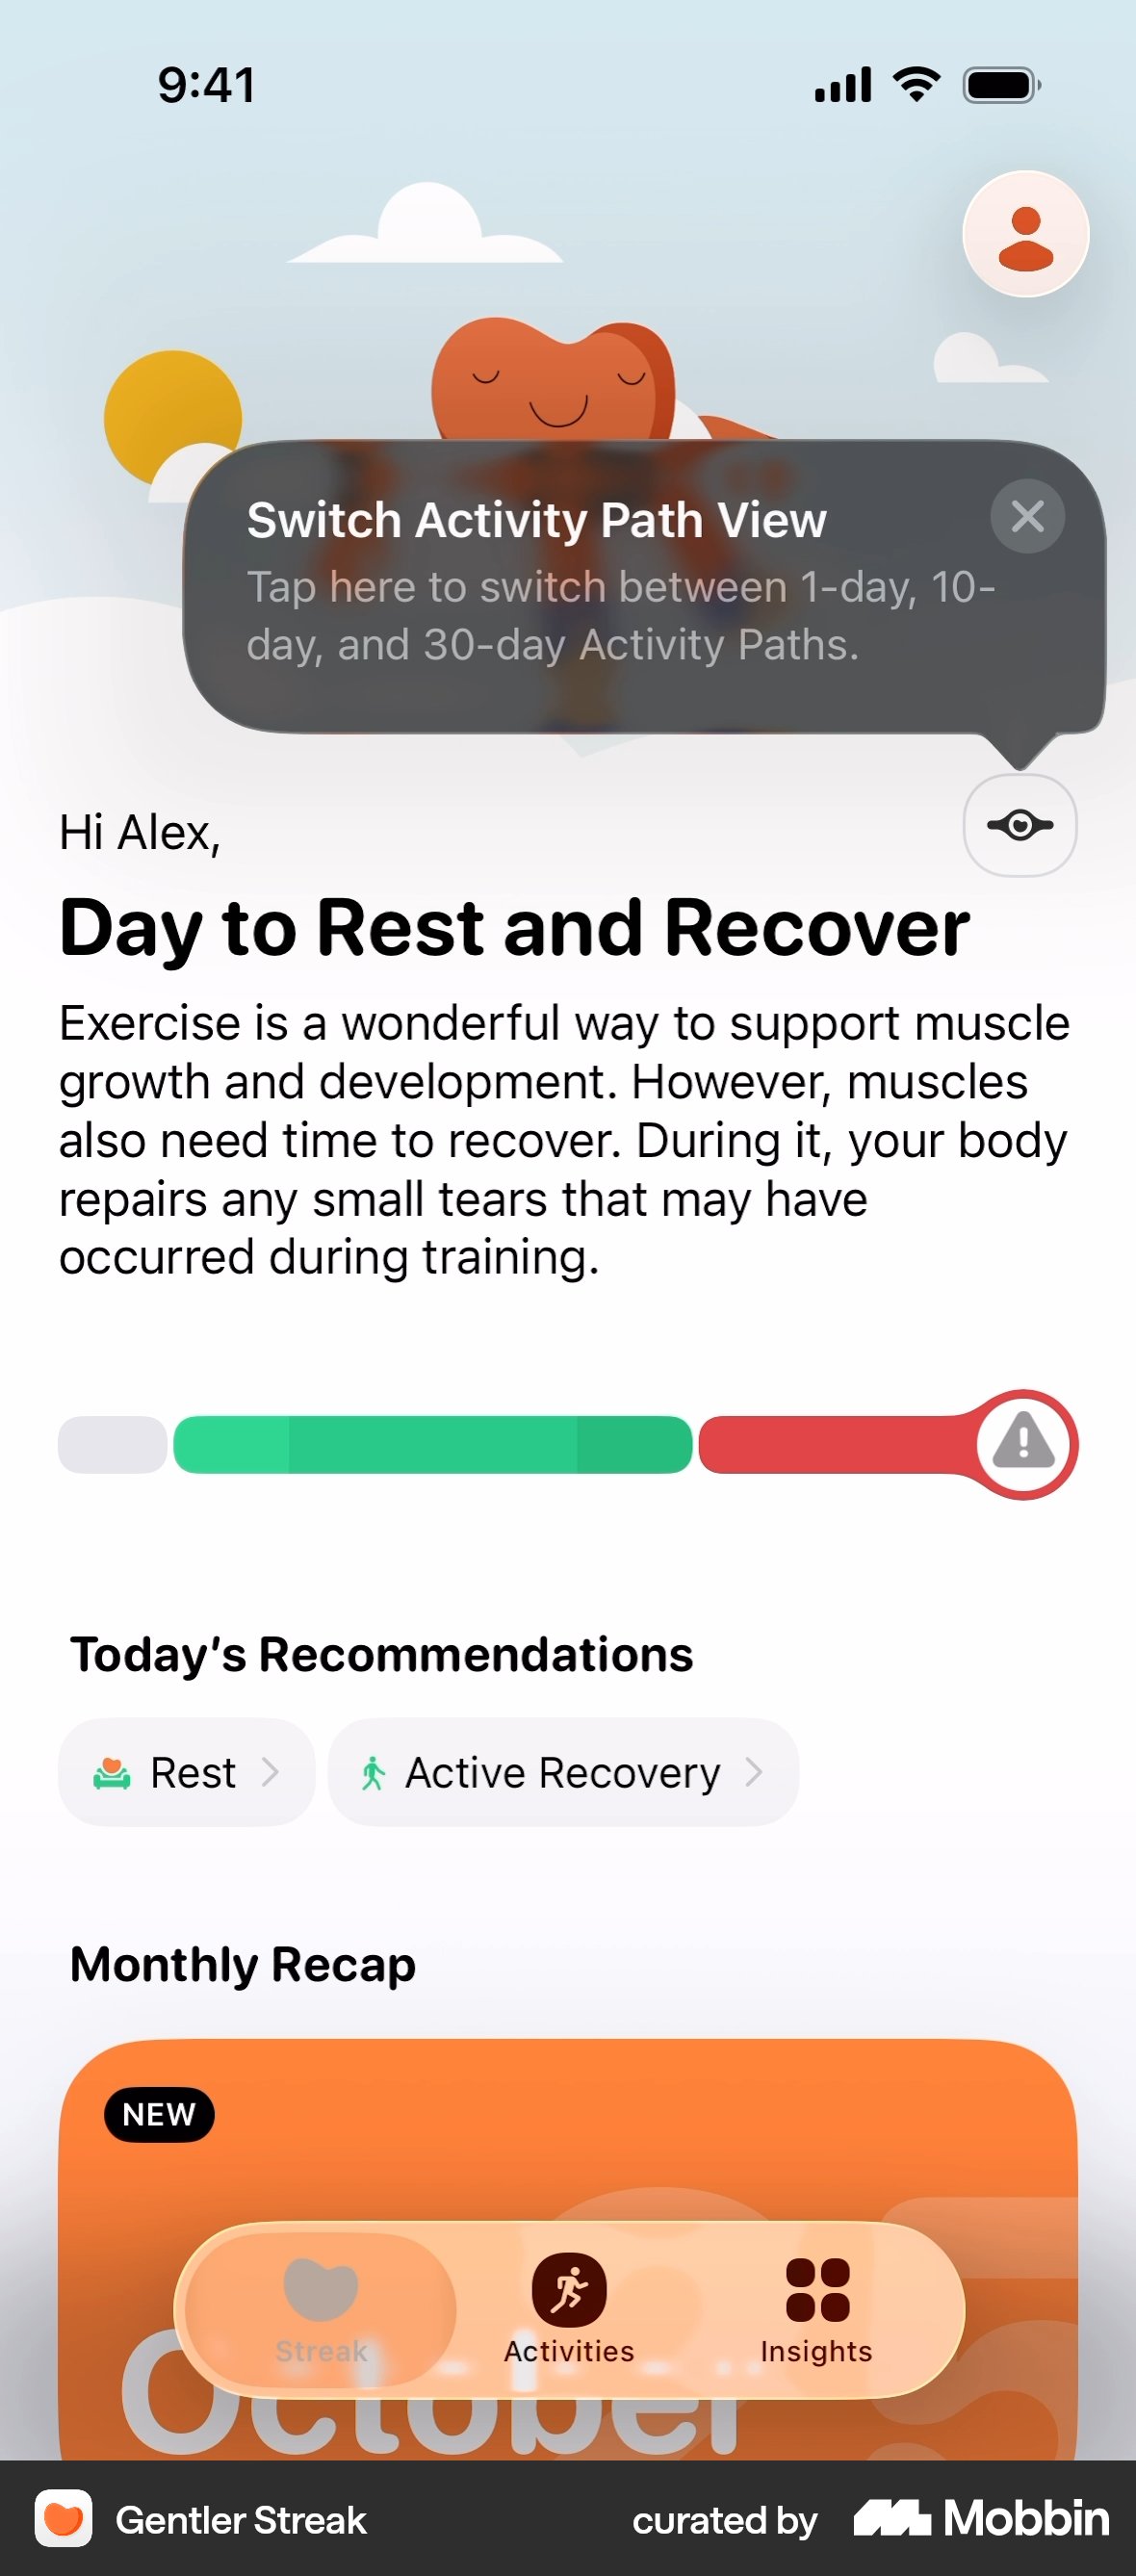 9:41
Switch Activity Path View
Tap here to switch between 1-day, 10-
day, and 30-day Activity Paths.
Hi Alex,
Day to Rest and Recover
Exercise is a wonderful way to support muscle
growth and development. However, muscles
also need time to recover. During it, your body
repairs any small tears that may have
occurred during training.
Today’s Recommendations
Rest
Active Recovery
Monthly Recap
NEW
Streak
Activities
Insights
October
Gentler Streak
curated by
Mobbin